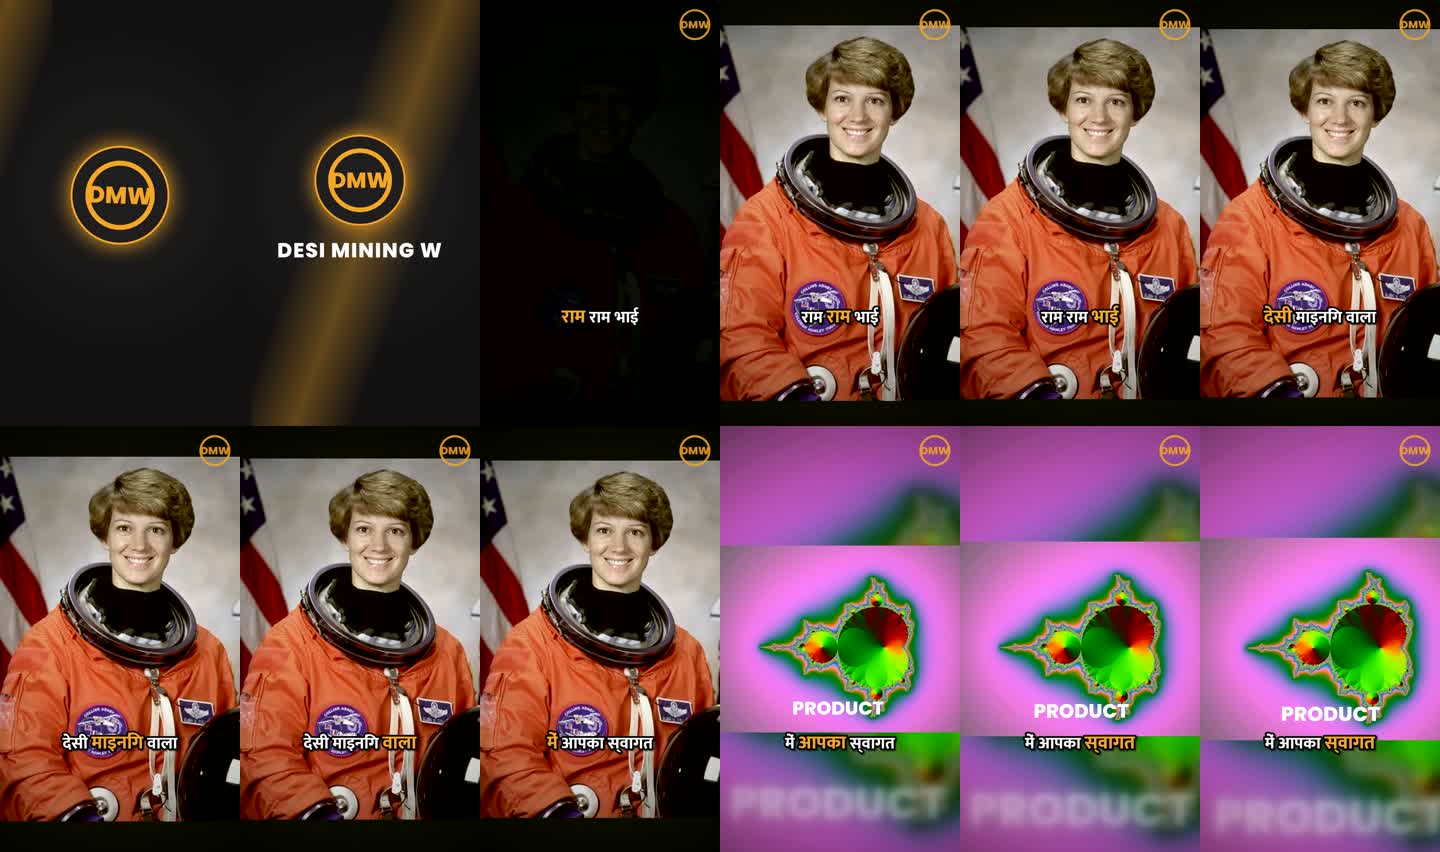 DMW
DMW
DESI MINING W
DMW
राम राम भाई
DMW
राम राम भाई
DMW
राम राम भाई
DMW
देसी माइनगि वाला
DMW
देसी माइनगि वाला
DMW
देसी माइनगि वाला
DMW
में आपका स्वागत
DMW
PRODUCT
में आपका स्वागत
PRODUCT
DMW
PRODUCT
में आपका स्वागत
PRODUCT
DMW
PRODUCT
में आपका स्वागत
PRODUCT